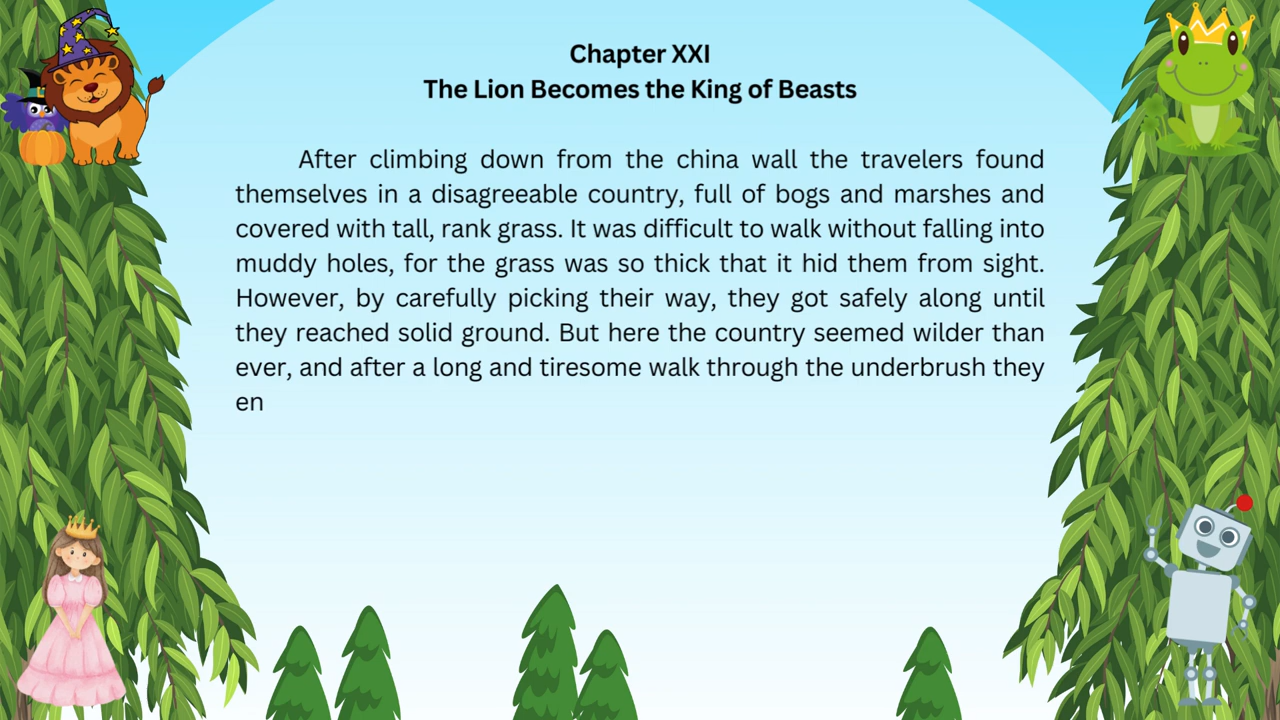 Chapter XXI
The Lion Becomes the King of Beasts
After climbing down from the china wall the travelers found
themselves in a disagreeable country, full of bogs and marshes and
covered with tall, rank grass. It was difficult to walk without falling into
muddy holes, for the grass was so thick that it hid them from sight.
However, by carefully picking their way, they got safely along until
they reached solid ground. But here the country seemed wilder than
ever, and after a long and tiresome walk through the underbrush they
en